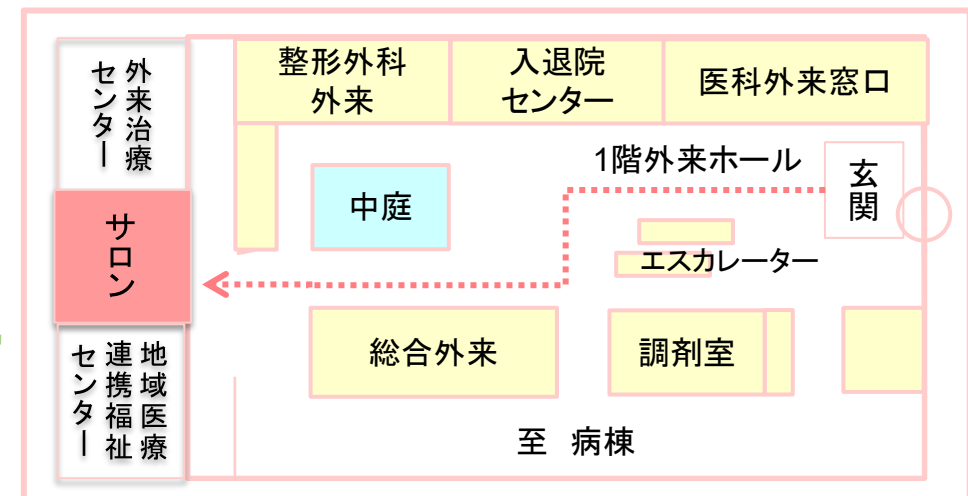 外来治療
センター
整形外科
外来
入退院
センター
医科外来窓口
1階外来ホール
玄関
中庭
サロン
エスカレーター
総合外来
調剤室
地域医療
連携福祉
センター
至 病棟